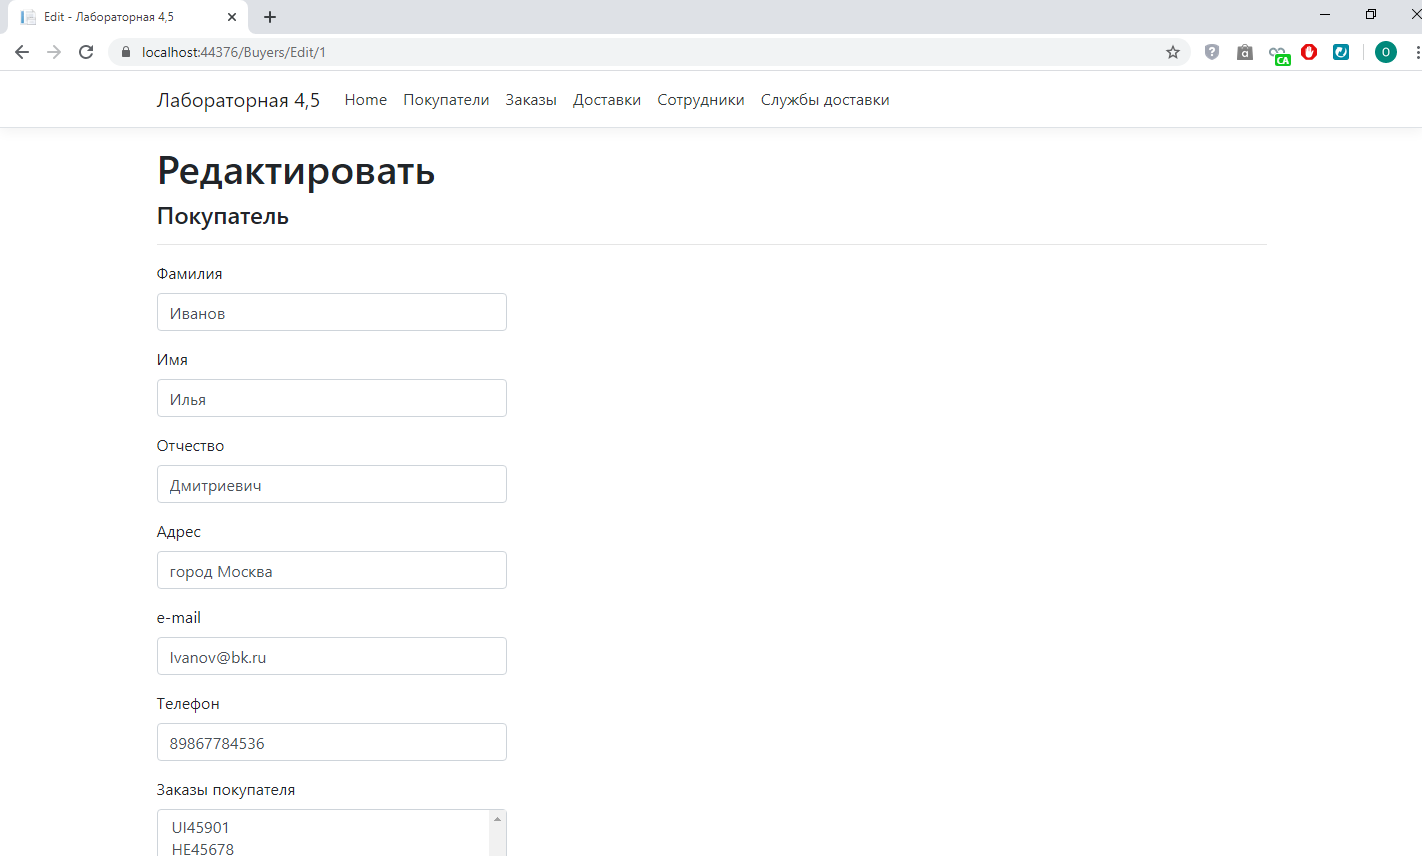 Edit - Лабораторная 4,5
localhost:44376/Buyers/Edit/1
CA
O
Лабораторная 4,5 Home Покупатели Заказы Доставки Сотрудники Службы доставки
Редактировать
Покупатель
Фамилия
Иванов
Имя
Илья
Отчество
Дмитриевич
Адрес
город Москва
e-mail
Ivanov@bk.ru
Телефон
89867784536
Заказы покупателя
UI45901
HE45678